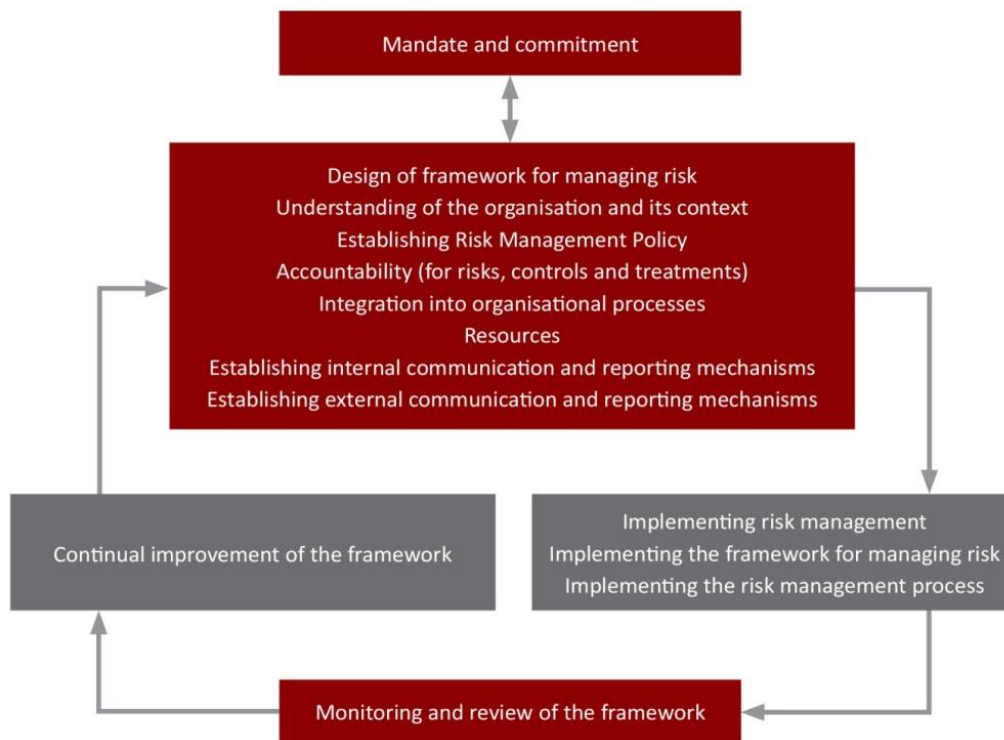 Mandate and commitment
Design of framework for managing risk
Understanding of the organisation and its context
Establishing Risk Management Policy
Accountability (for risks, controls and treatments)
Integration into organisational processes
Resources
Establishing internal communication and reporting mechanisms
Establishing external communication and reporting mechanisms
Continual improvement of the framework
Implementing risk management
Implementing the framework for managing risk
Implementing the risk management process
Monitoring and review of the framework